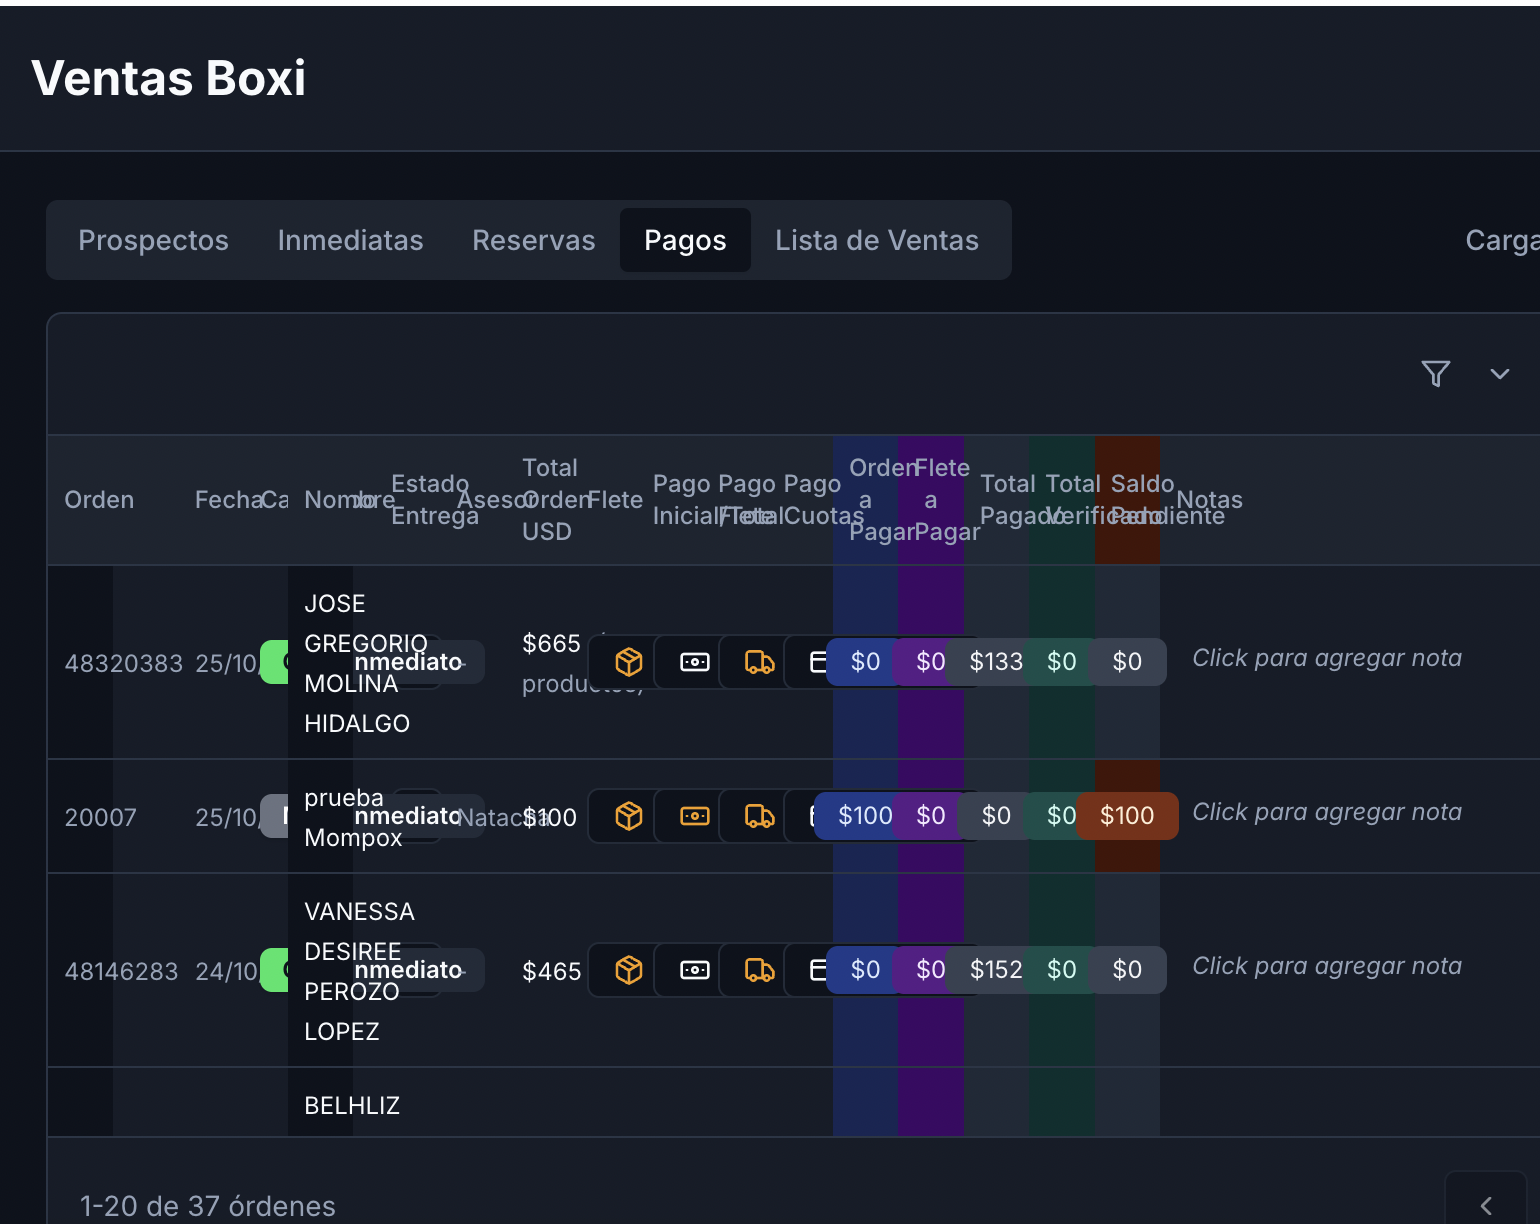 Ventas Boxi
Prospectos Inmediatas Reservas Pagos Lista de Ventas Carga
Orden Fecha Ca Nombre Estado Entrega Asesor Total Orden USD Flete Pago Inicial/Total Pago Flete Pago Cuotas Orden a Pagar Flete a Pagar Total Pagado Total Verificado Saldo Pendiente Notas
48320383 25/10/ JOSE GREGORIO MOLINA HIDALGO nmediato - $665 $0 $0 $133 $0 $0 Click para agregar nota
20007 25/10/ prueba Mompox nmediato Natacha $100 $100 $0 $0 $0 $100 Click para agregar nota
48146283 24/10 VANESSA DESIREE PEROZO LOPEZ nmediato - $465 $0 $0 $152 $0 $0 Click para agregar nota
BELHLIZ
1-20 de 37 órdenes